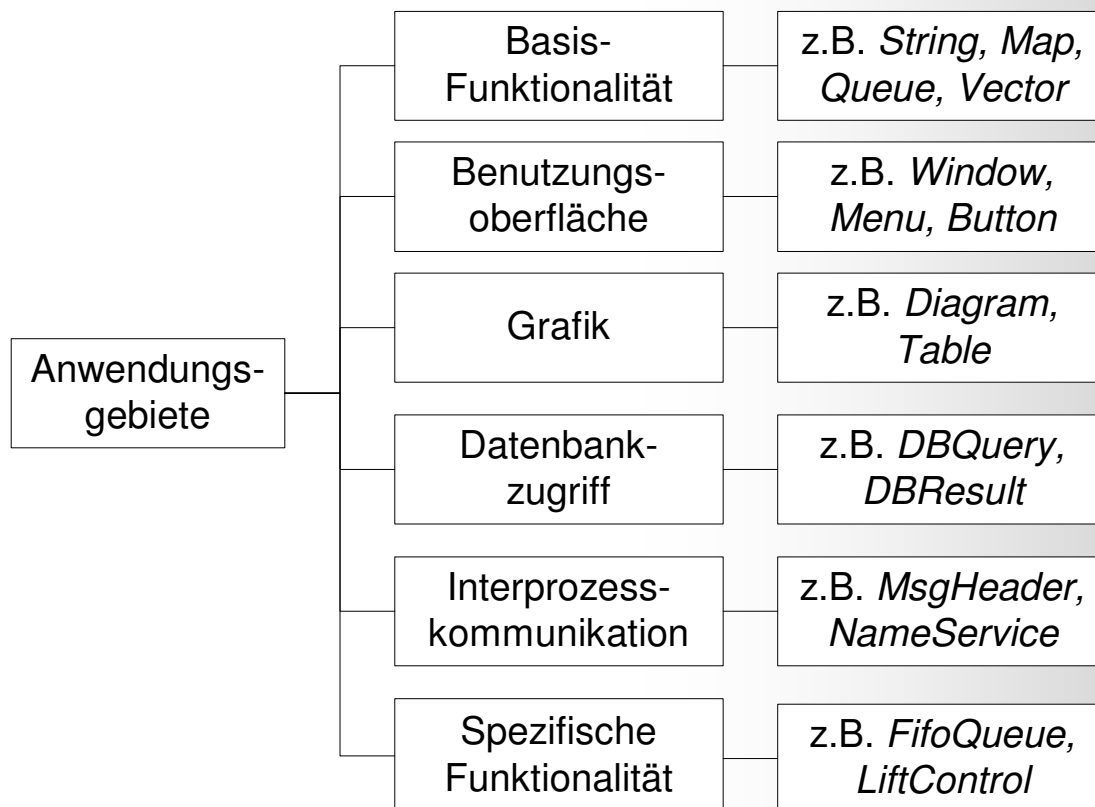 Basis-
Funktionalität
z.B. String, Map,
Queue, Vector
Benutzungs-
oberfläche
z.B. Window,
Menu, Button
Grafik
z.B. Diagram,
Table
Anwendungs-
gebiete
Datenbank-
zugriff
z.B. DBQuery,
DBResult
Interprozess-
kommunikation
z.B. MsgHeader,
NameService
Spezifische
Funktionalität
z.B. FifoQueue,
LiftControl